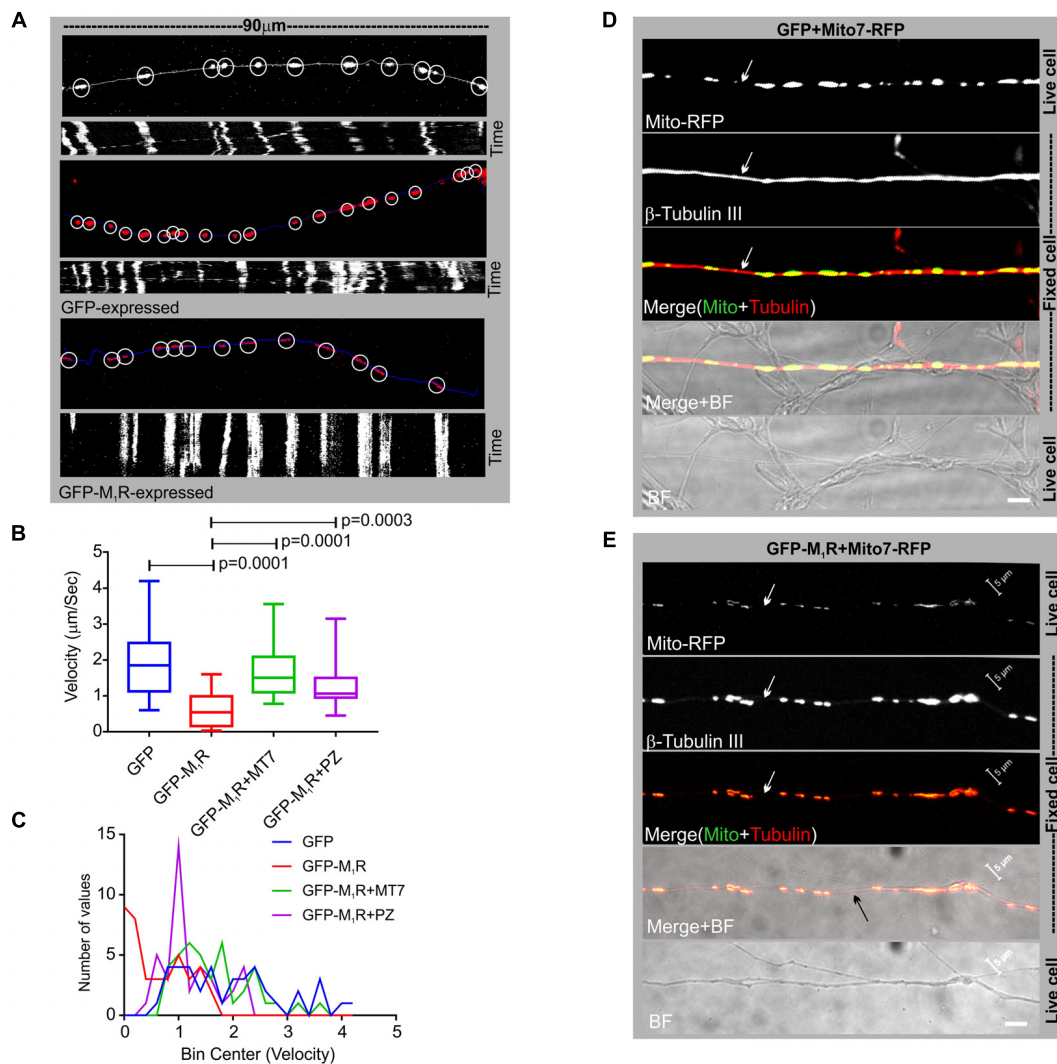 A
90μm
Time
Time
GFP-expressed
Time
GFP-M₁R-expressed
B
p=0.0003
p=0.0001
p=0.0001
Velocity (μm/Sec)
5
4
3
2
1
0
GFP
GFP-M₁R
GFP-M₁R+MT7
GFP-M₁R+PZ
C
Number of values
15
10
5
0
GFP
GFP-M₁R
GFP-M₁R+MT7
GFP-M₁R+PZ
0 1 2 3 4 5
Bin Center (Velocity)
D
GFP+Mito7-RFP
Mito-RFP
β-Tubulin III
Merge(Mito+Tubulin)
Merge+BF
BF
Live cell
Fixed cell
Live cell
E
GFP-M₁R+Mito7-RFP
5 μm
Mito-RFP
5 μm
β-Tubulin III
5 μm
Merge(Mito+Tubulin)
5 μm
Merge+BF
5 μm
BF
Live cell
Fixed cell
Live cell